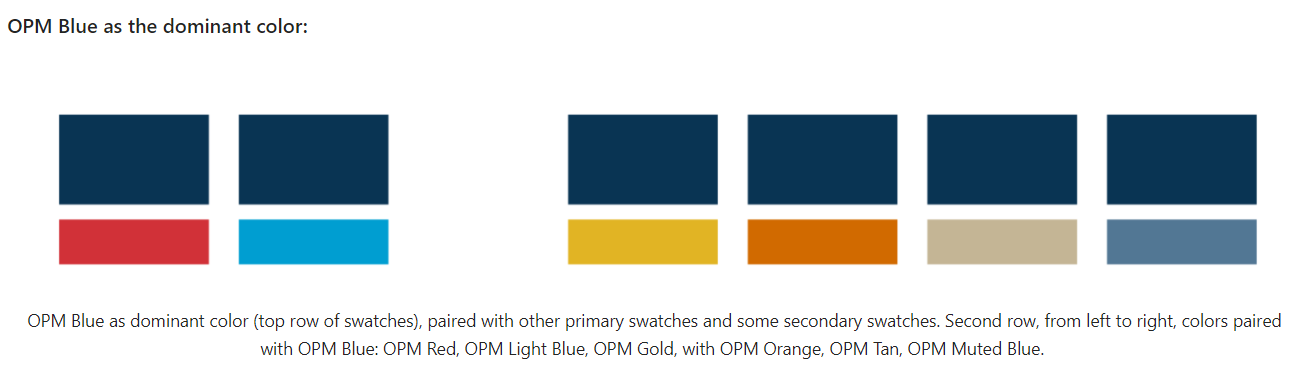 OPM Blue as the dominant color:
OPM Blue as dominant color (top row of swatches), paired with other primary swatches and some secondary swatches. Second row, from left to right, colors paired
with OPM Blue: OPM Red, OPM Light Blue, OPM Gold, with OPM Orange, OPM Tan, OPM Muted Blue.